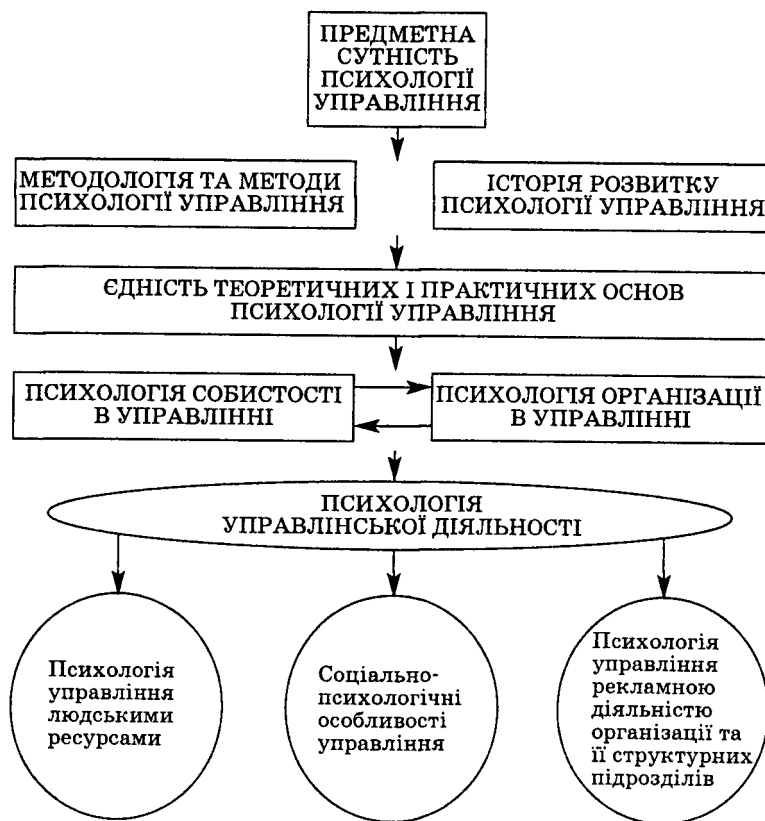 ПРЕДМЕТНА
СУТНІСТЬ
ПСИХОЛОГІЇ
УПРАВЛІННЯ
МЕТОДОЛОГІЯ ТА МЕТОДИ
ПСИХОЛОГІЇ УПРАВЛІННЯ
ІСТОРІЯ РОЗВИТКУ
ПСИХОЛОГІЇ УПРАВЛІННЯ
ЄДНІСТЬ ТЕОРЕТИЧНИХ І ПРАКТИЧНИХ ОСНОВ
ПСИХОЛОГІЇ УПРАВЛІННЯ
ПСИХОЛОГІЯ СОБИСТОСТІ
В УПРАВЛІННІ
ПСИХОЛОГІЯ ОРГАНІЗАЦІЇ
В УПРАВЛІННІ
ПСИХОЛОГІЯ
УПРАВЛІНСЬКОЇ ДІЯЛЬНОСТІ
Психологія
управління
людськими
ресурсами
Соціально-
психологічні
особливості
управління
Психологія
управління
рекламною
діяльністю
організації та
її структурних
підрозділів